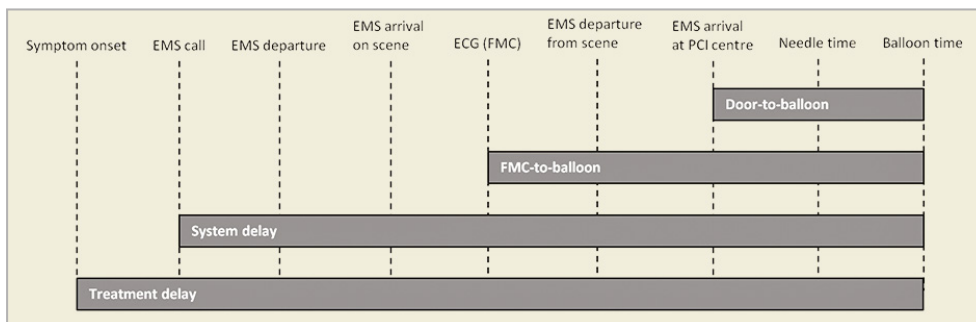 Symptom onset
EMS call
EMS departure
EMS arrival
on scene
ECG (FMC)
EMS departure
from scene
EMS arrival
at PCI centre
Needle time
Balloon time
Door-to-balloon
FMC-to-balloon
System delay
Treatment delay